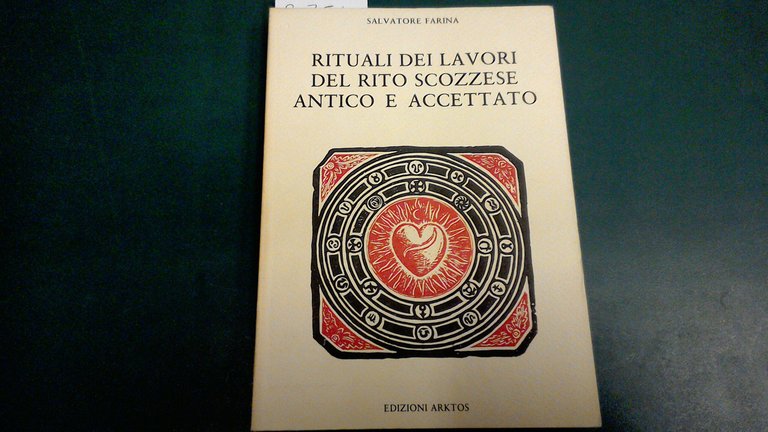 SALVATORE FARINA
RITUALI DEI LAVORI
DEL RITO SCOZZESE
ANTICO E ACCETTATO
EDIZIONI ARKTOS